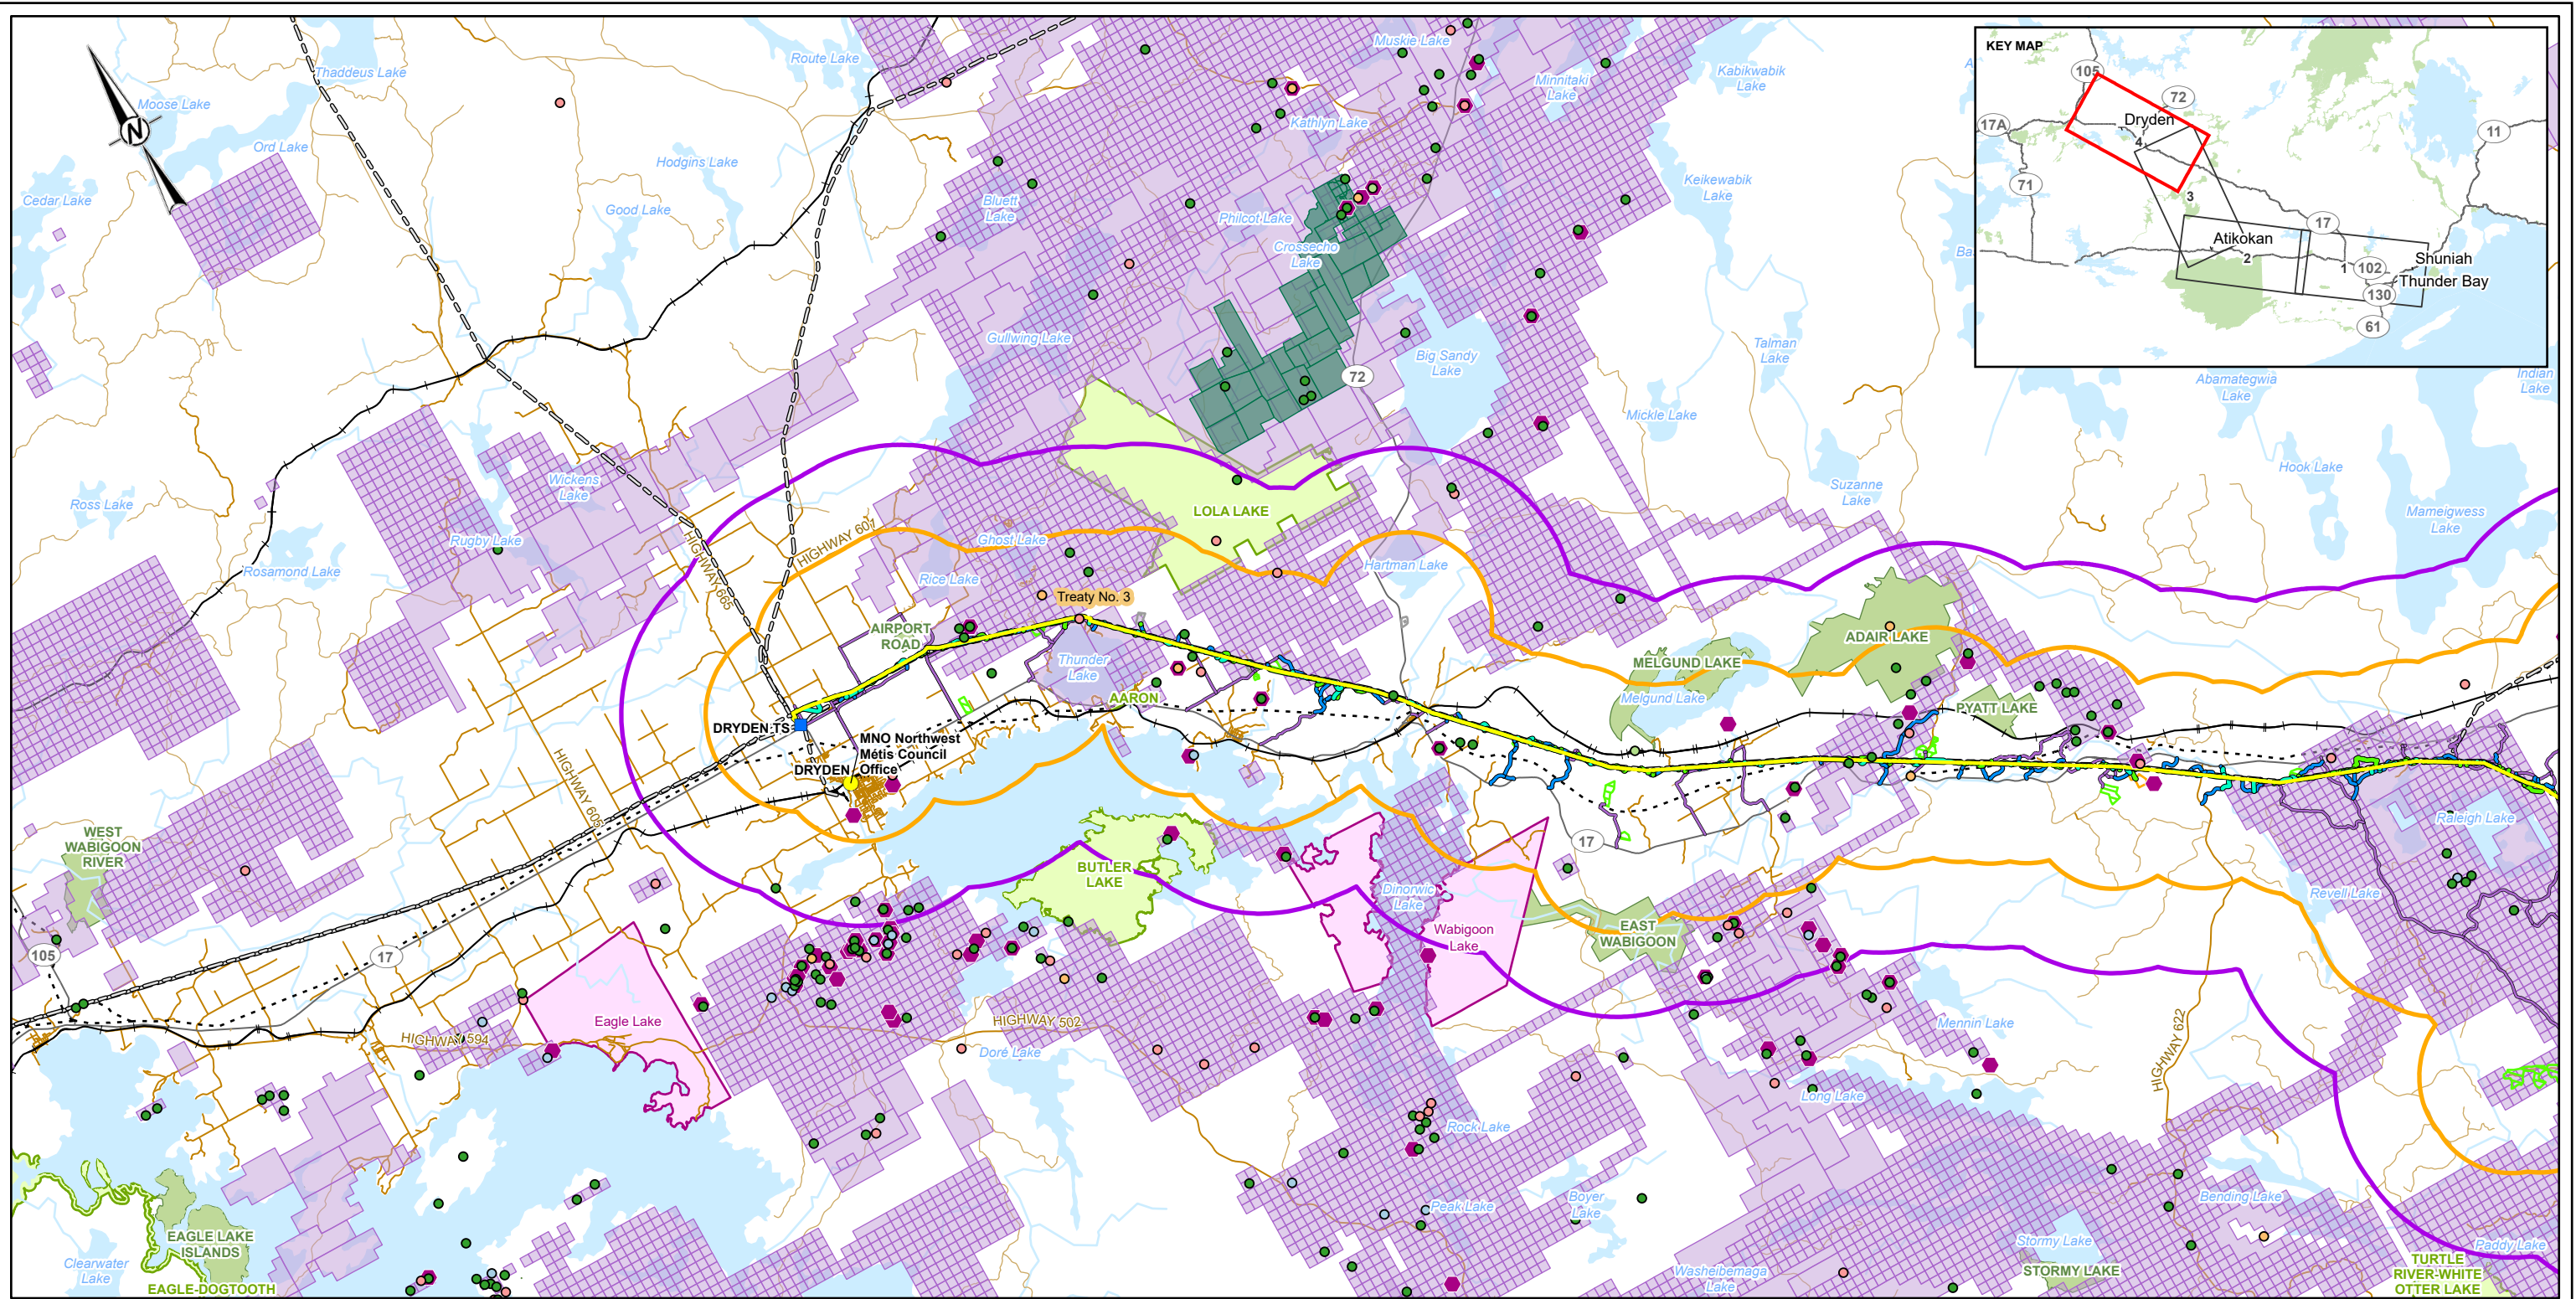 Thaddeus Lake
Moose Lake
Ord Lake
Cedar Lake
N
Route Lake
Hodgins Lake
Good Lake
Muskie Lake
Minnitaki
Lake
Kabikwabik
Lake
Kathlyn Lake
Keikewabik
Lake
Bluett
Lake
Philcot Lake
Crossecho
Lake
Gullwing Lake
Big Sandy
Lake
72
Talman
Lake
Mickle Lake
KEY MAP
105
72
17A
Dryden
4
11
71
3
17
Atikokan
2
1
102
Shuniah
Thunder Bay
130
61
Abamategwia
Lake
Indian
Lake
Hook Lake
Mameigwess
Lake
Suzanne
Lake
Ross Lake
Wickens
Lake
Rugby Lake
Rosamond Lake
HIGHWAY 665
HIGHWAY 601
LOLA LAKE
Ghost Lake
Rice Lake
Hartman Lake
Treaty No. 3
AIRPORT
ROAD
Thunder
Lake
AARON
ADAIR LAKE
MELGUND LAKE
Melgund Lake
PYATT LAKE
DRYDEN TS
MNO Northwest
Métis Council
Office
DRYDEN
HIGHWAY 605
WEST
WABIGOON
RIVER
BUTLER
LAKE
Dinorwic
Lake
Wabigoon
Lake
17
EAST
WABIGOON
Raleigh Lake
Revell Lake
105
17
Eagle Lake
HIGHWAY 594
HIGHWAY 502
Doré Lake
Mennin Lake
HIGHWAY 622
Long Lake
Rock Lake
Peak Lake
Boyer
Lake
Bending Lake
Stormy Lake
STORMY LAKE
Washeibemaga
Lake
Paddy Lake
TURTLE
RIVER-WHITE
OTTER LAKE
EAGLE LAKE
ISLANDS
Clearwater
Lake
EAGLE-DOGTOOTH